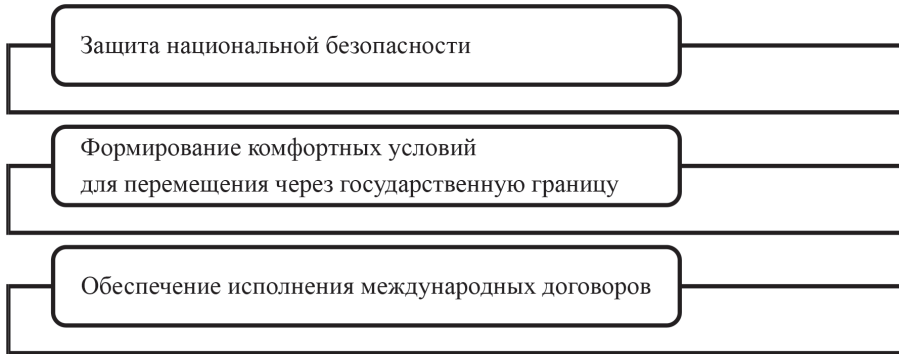 Защита национальной безопасности
Формирование комфортных условий
для перемещения через государственную границу
Обеспечение исполнения международных договоров